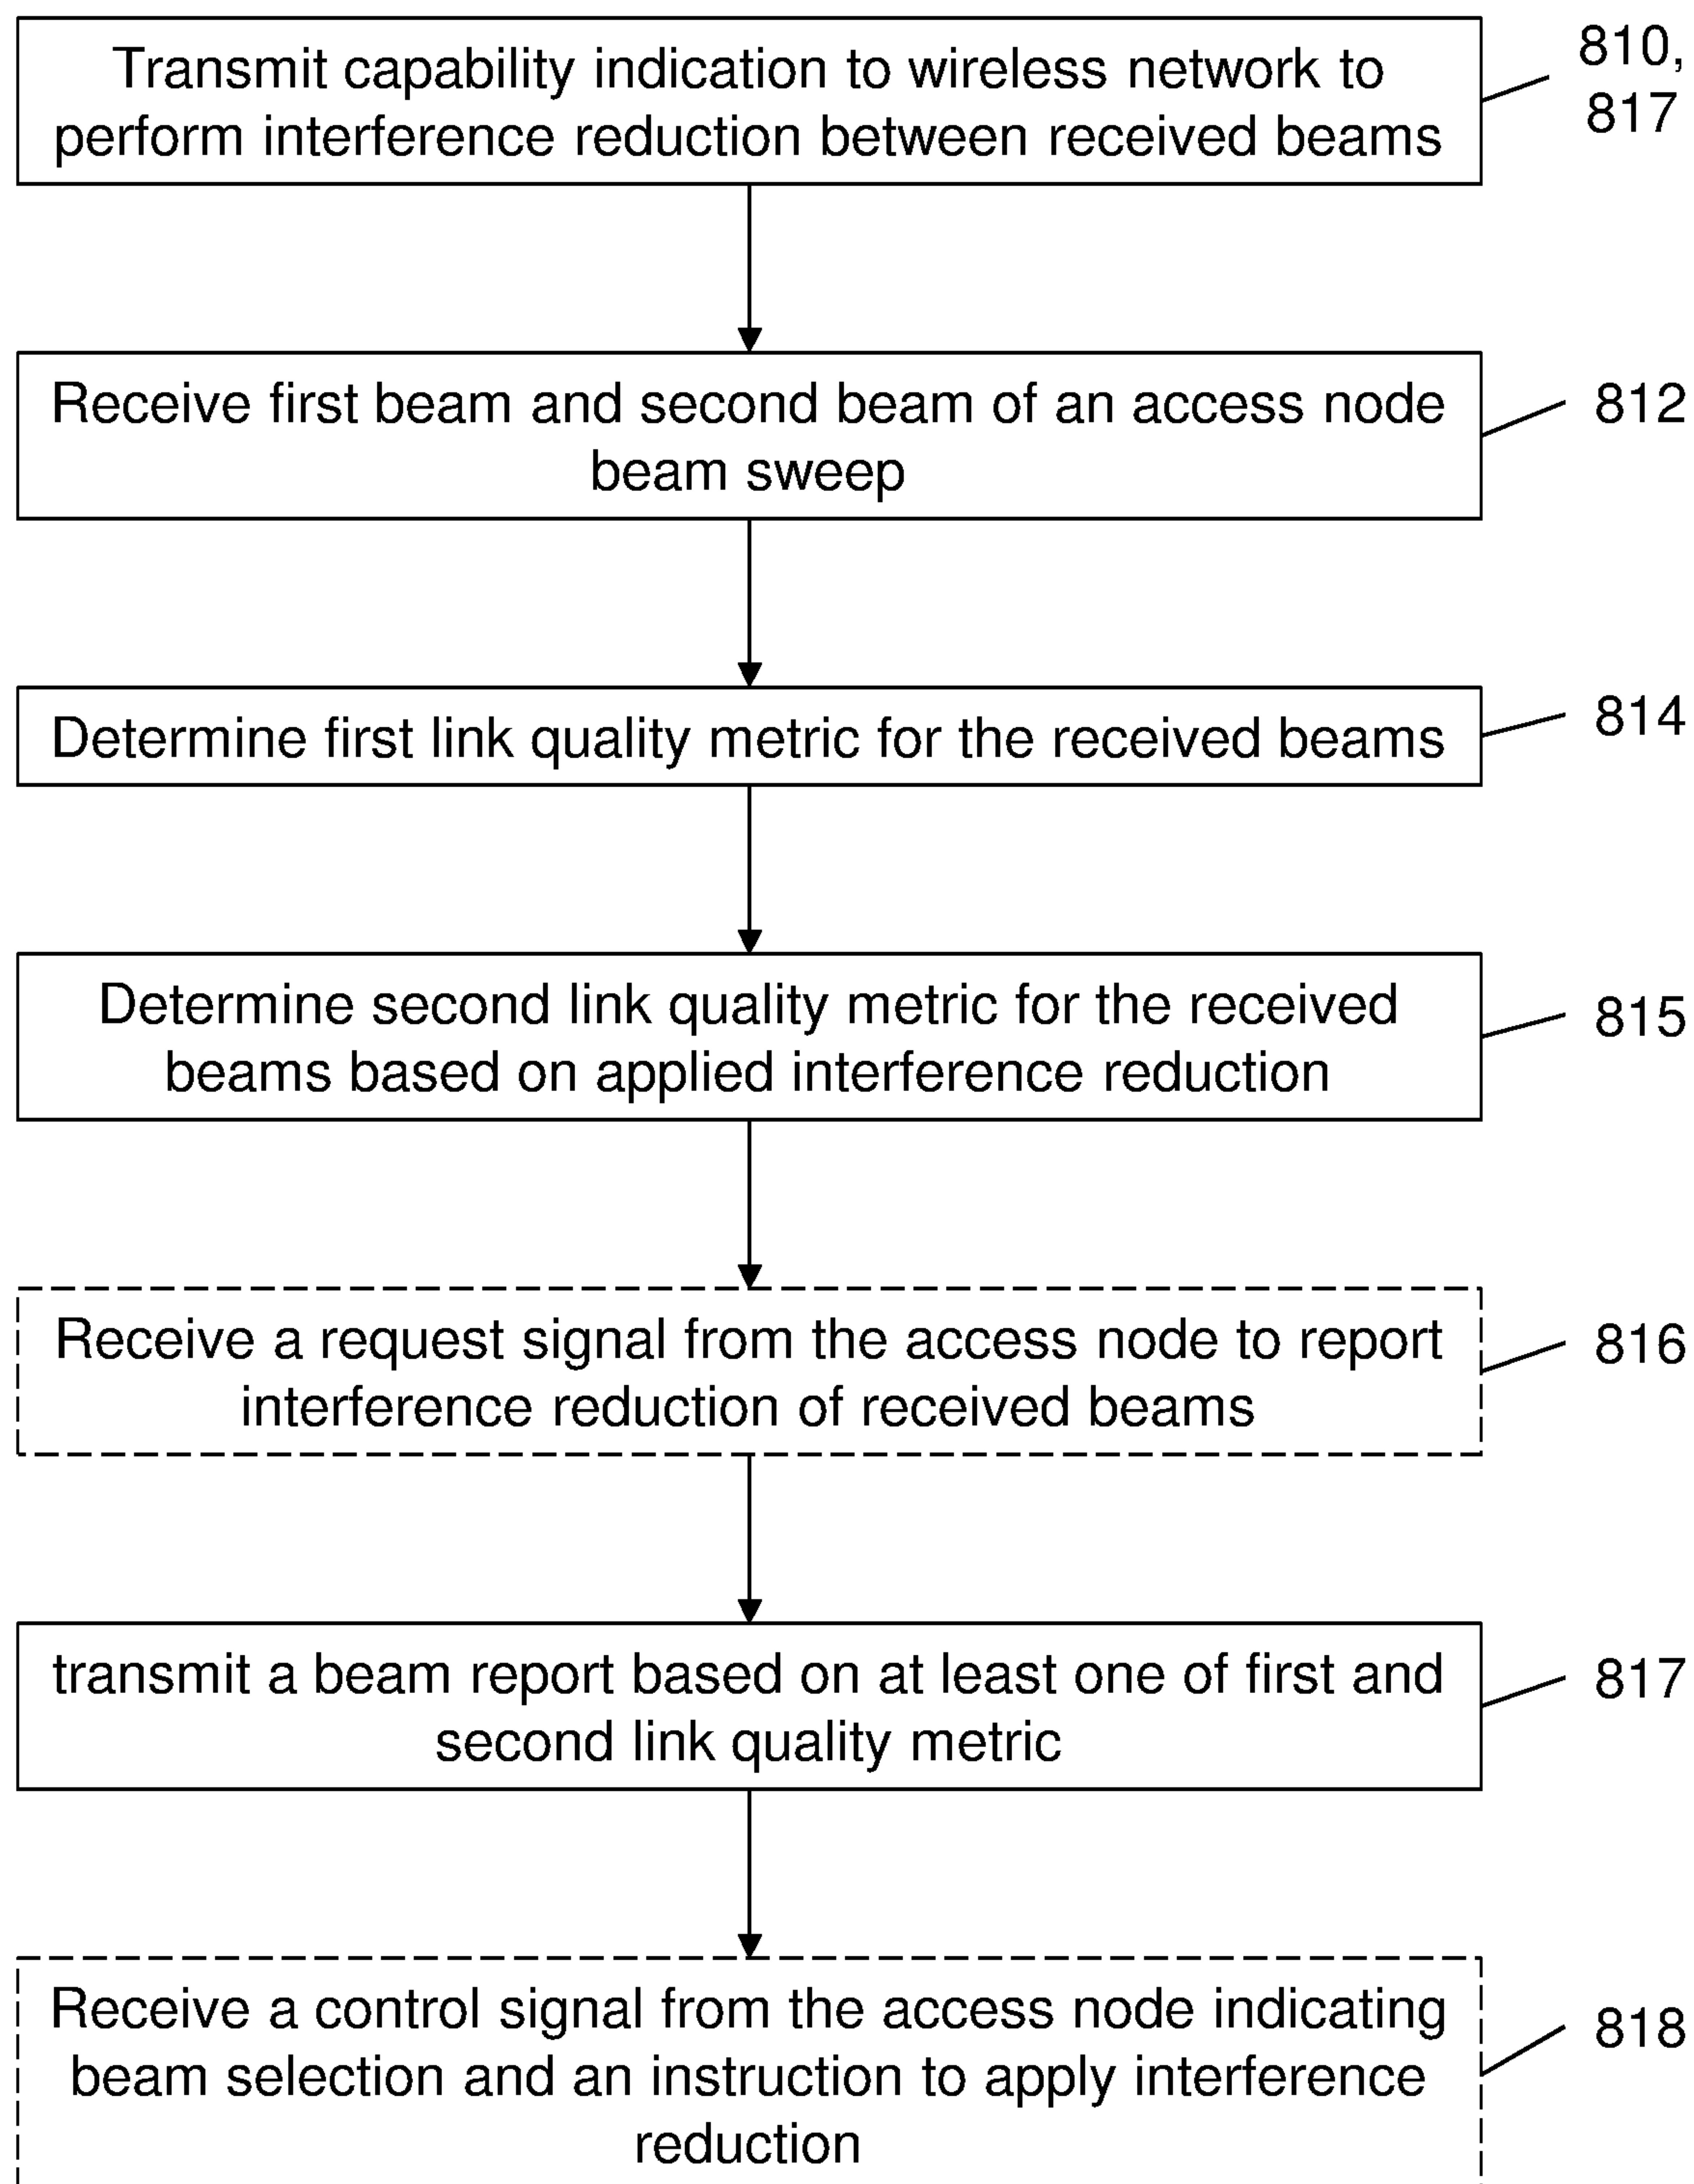 Transmit capability indication to wireless network to
perform interference reduction between received beams
810,
817
Receive first beam and second beam of an access node
beam sweep
812
Determine first link quality metric for the received beams
814
Determine second link quality metric for the received
beams based on applied interference reduction
815
Receive a request signal from the access node to report
interference reduction of received beams
816
transmit a beam report based on at least one of first and
second link quality metric
817
Receive a control signal from the access node indicating
beam selection and an instruction to apply interference
reduction
818